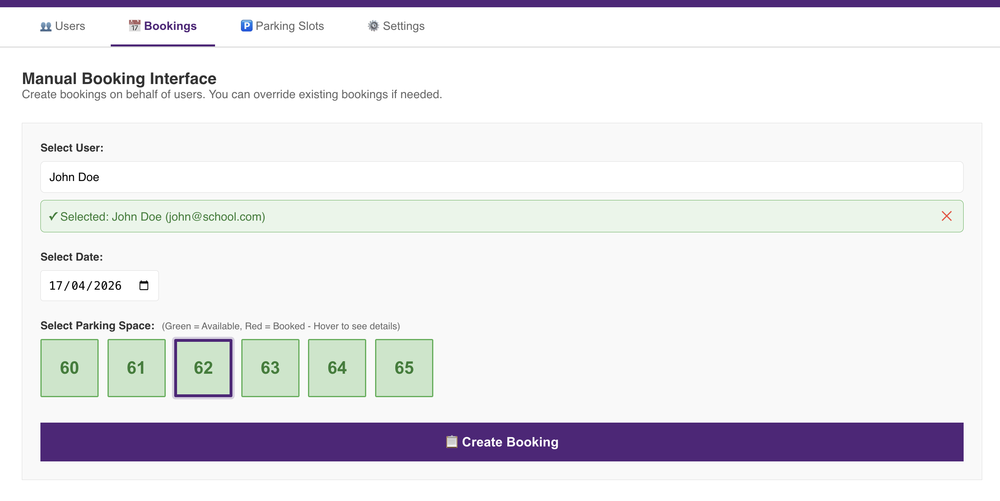 Users Bookings Parking Slots Settings
Manual Booking Interface
Create bookings on behalf of users. You can override existing bookings if needed.
Select User:
John Doe
✓ Selected: John Doe (john@school.com)
Select Date:
17/04/2026
Select Parking Space: (Green = Available, Red = Booked - Hover to see details)
60 61 62 63 64 65
Create Booking